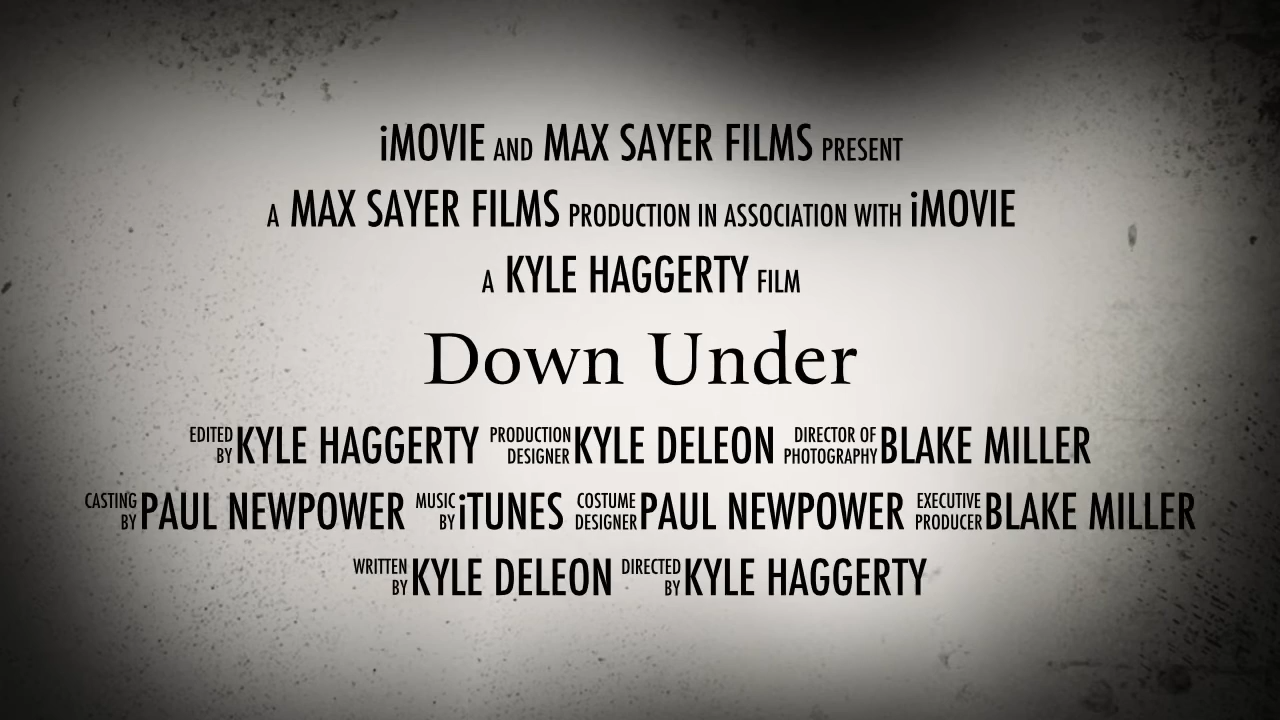 iMOVIE AND MAX SAYER FILMS PRESENT
A MAX SAYER FILMS PRODUCTION IN ASSOCIATION WITH iMOVIE
A KYLE HAGGERTY FILM
Down Under
EDITED BY KYLE HAGGERTY PRODUCTION DESIGNER KYLE DELEON DIRECTOR OF PHOTOGRAPHY BLAKE MILLER
CASTING BY PAUL NEWPOWER MUSIC BY iTUNES COSTUME DESIGNER PAUL NEWPOWER EXECUTIVE PRODUCER BLAKE MILLER
WRITTEN BY KYLE DELEON DIRECTED BY KYLE HAGGERTY